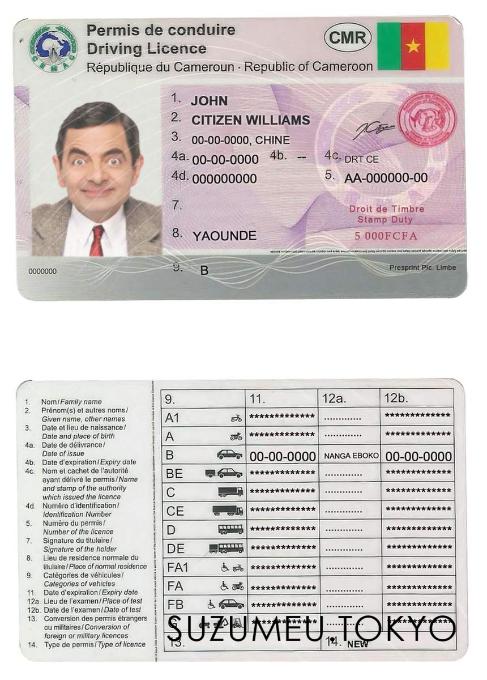 Permis de conduire
Driving Licence
CMR
République du Cameroun - Republic of Cameroon
CEMAC
1. JOHN
2. CITIZEN WILLIAMS
3. 00-00-0000, CHINE
4a. 00-00-0000 4b. -- 4c. DRT CE
4d. 000000000 5. AA-000000-00
7.
Droit de Timbre
Stamp Duty
8. YAOUNDE 5 000FCFA
0000000 9. B Presprint Plc. Limbe
1. Nom/Family name
2. Prénom(s) et autres noms/
Given name, other names
3. Date et lieu de naissance/
Date and place of birth
4a. Date de délivrance/
Date of issue
4b. Date d'expiration/Expiry date
4c. Nom et cachet de l'autorité
ayant délivré le permis/Name
and stamp of the authority
which issued the licence
4d. Numéro d'identification/
Identification Number
5. Numéro du permis/
Number of the licence
7. Signature du titulaire/
Signature of the holder
8. Lieu de residence normale du
titulaire/Place of normal residence
9. Catégories de véhicules/
Categories of vehicles
11. Date d'expiration/Expiry date
12a. Lieu de l'examen/Place of test
12b. Date de l'examen/Date of test
13. Conversion des permis étrangers
ou militaires/Conversion of
foreign or military licences
14. Type de permis/Type of licence
9. 11. 12a. 12b.
A1 ************* ............. *************
A ************* ............. *************
B 00-00-0000 NANGA EBOKO 00-00-0000
BE ************* ............. *************
C ************* ............. *************
CE ************* ............. *************
D ************* ............. *************
DE ************* ............. *************
FA1 ************* ............. *************
FA ************* ............. *************
FB ************* ............. *************
SUZUMEU TOKYO
13. 14. NEW